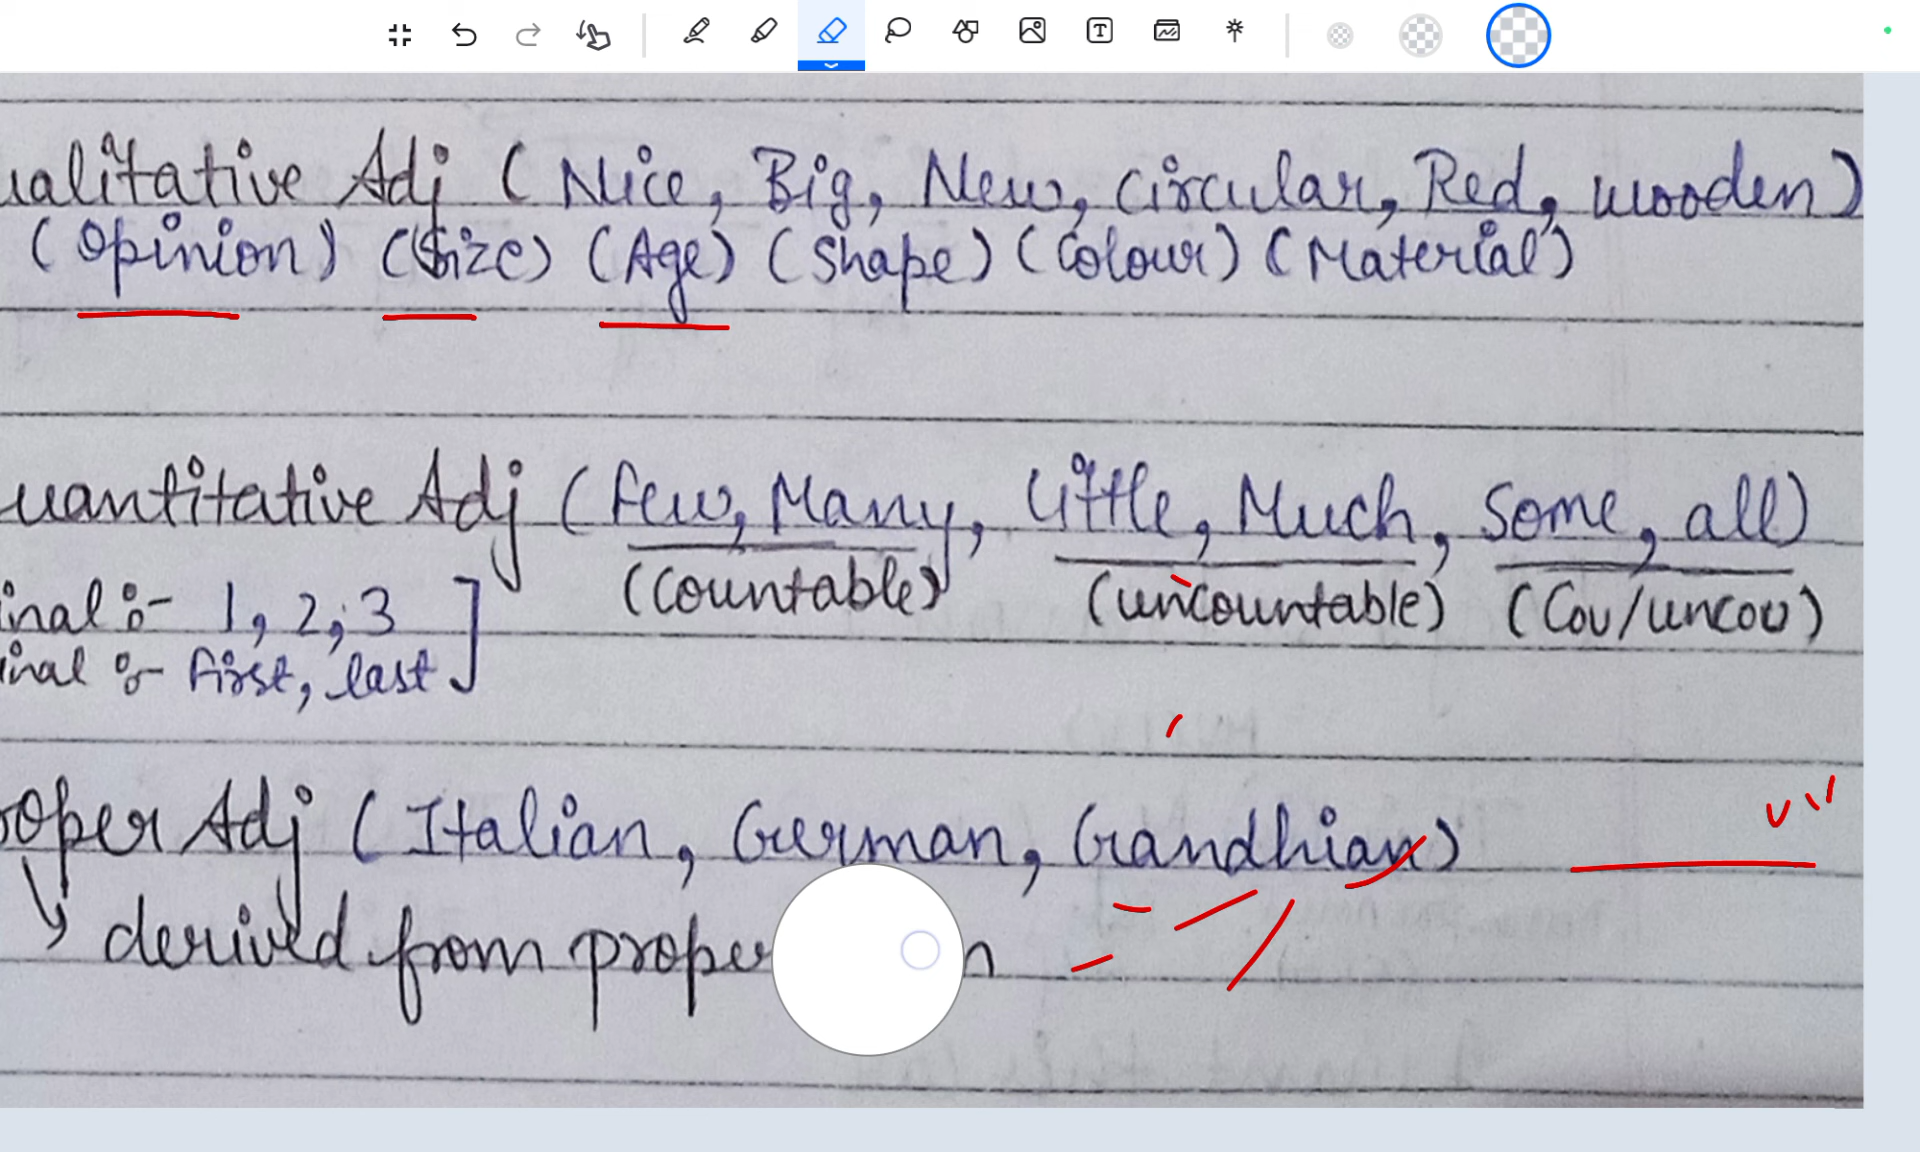 ualitative Adj ( Nice, Big, New, Circular, Red, wooden)
(Opinion) (Size) (Age) (Shape) (Colour) (Material)
uantitative Adj (few, Many, little, Much, Some, all)
(Countable) (uncountable) (Cou/uncou)
inal :- 1, 2, 3
inal :- first, last
oper Adj (Italian, German, Gandhian)
derived from proper n